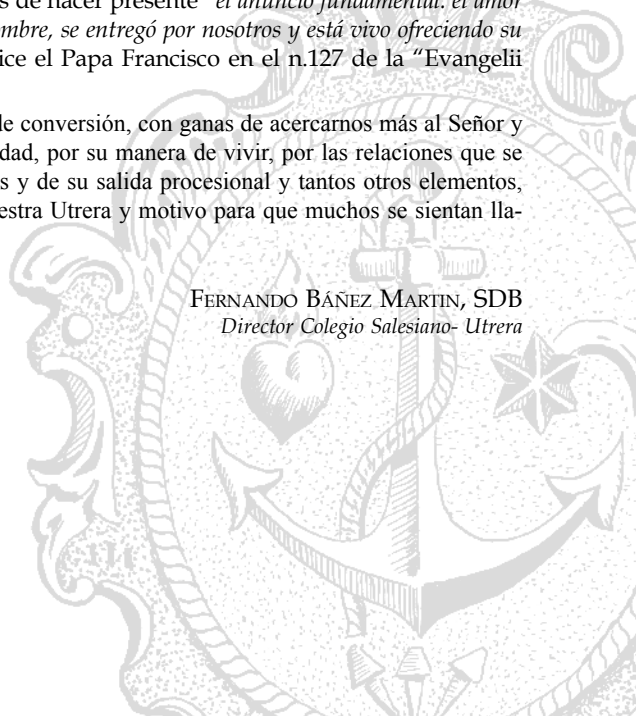 s de hacer presente “el anuncio fundamental: el amor
mbre, se entregó por nosotros y está vivo ofreciendo su
ice el Papa Francisco en el n.127 de la “Evangelii
le conversión, con ganas de acercarnos más al Señor y
dad, por su manera de vivir, por las relaciones que se
s y de su salida procesional y tantos otros elementos,
estra Utrera y motivo para que muchos se sientan lla-
FERNANDO BÁÑEZ MARTIN, SDB
Director Colegio Salesiano- Utrera